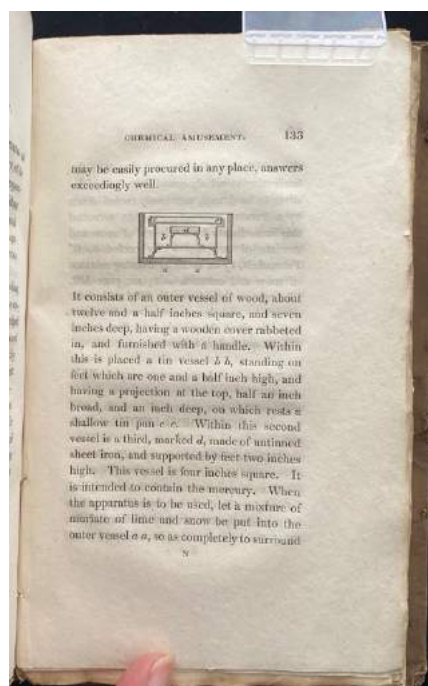 CHEMICAL AMUSEMENT. 133
may be easily procured in any place, answers
exceedingly well.
b d b
a a
It consists of an outer vessel of wood, about
twelve and a half inches square, and seven
inches deep, having a wooden cover rabbeted
in, and furnished with a handle. Within
this is placed a tin vessel b b, standing on
feet which are one and a half inch high, and
having a projection at the top, half an inch
broad, and an inch deep, on which rests a
shallow tin pan c c. Within this second
vessel is a third, marked d, made of untinned
sheet iron, and supported by feet two inches
high. This vessel is four inches square. It
is intended to contain the mercury. When
the apparatus is to be used, let a mixture of
muriate of lime and snow be put into the
outer vessel a a, so as completely to surround
N